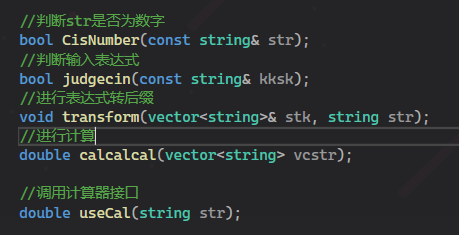 //判断str是否为数字
bool CisNumber(const string& str);
//判断输入表达式
bool judgecin(const string& kksk);
//进行表达式转后缀
void transform(vector<string>& stk, string str);
//进行计算
double calcalcal(vector<string> vcstr);
//调用计算器接口
double useCal(string str);